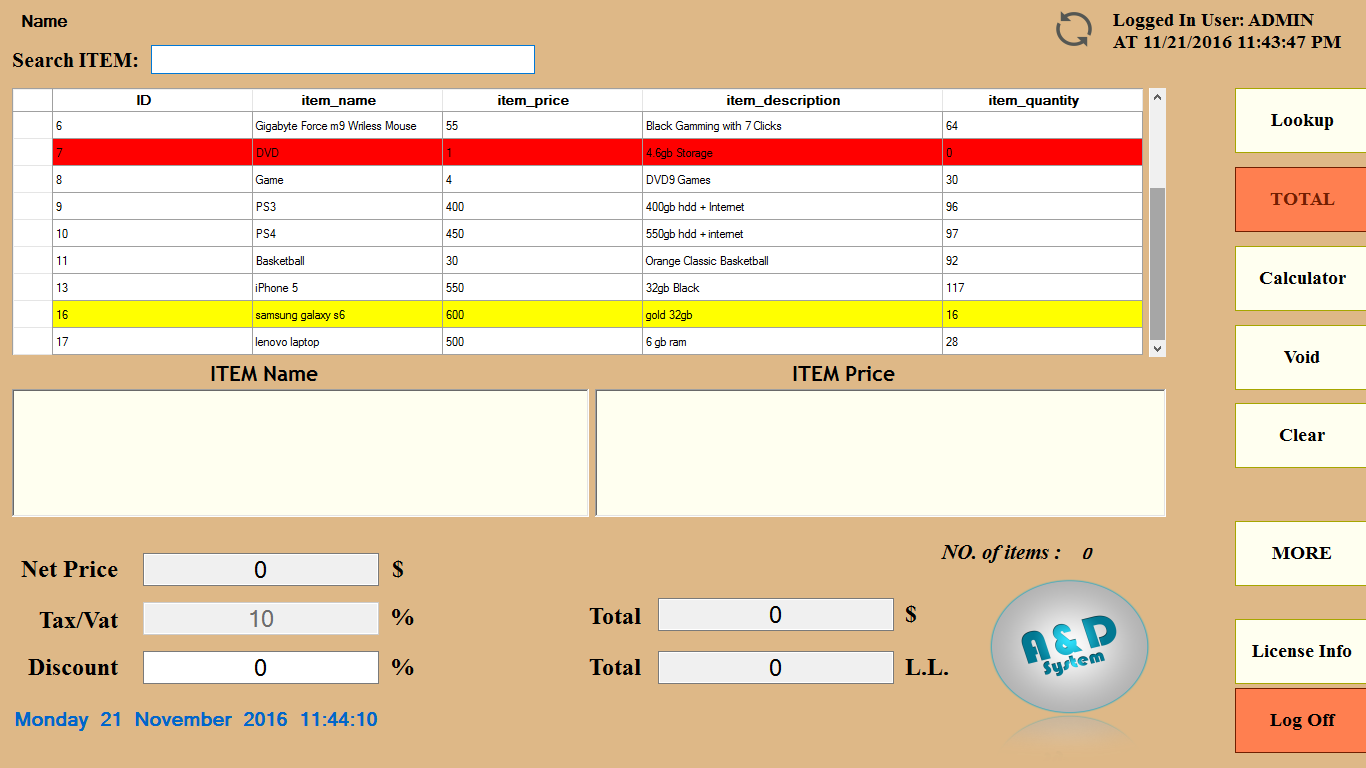 Name
Logged In User: ADMIN
AT 11/21/2016 11:43:47 PM
Search ITEM:
ID item_name item_price item_description item_quantity
6 Gigabyte Force m9 Wriless Mouse 55 Black Gamming with 7 Clicks 64
7 DVD 1 4.6gb Storage 0
8 Game 4 DVD9 Games 30
9 PS3 400 400gb hdd + Internet 96
10 PS4 450 550gb hdd + internet 97
11 Basketball 30 Orange Classic Basketball 92
13 iPhone 5 550 32gb Black 117
16 samsung galaxy s6 600 gold 32gb 16
17 lenovo laptop 500 6 gb ram 28
Lookup
TOTAL
Calculator
Void
Clear
MORE
License Info
Log Off
ITEM Name ITEM Price
NO. of items : 0
Net Price 0 $
Tax/Vat 10 %
Discount 0 %
Total 0 $
Total 0 L.L.
A&D
System
Monday 21 November 2016 11:44:10